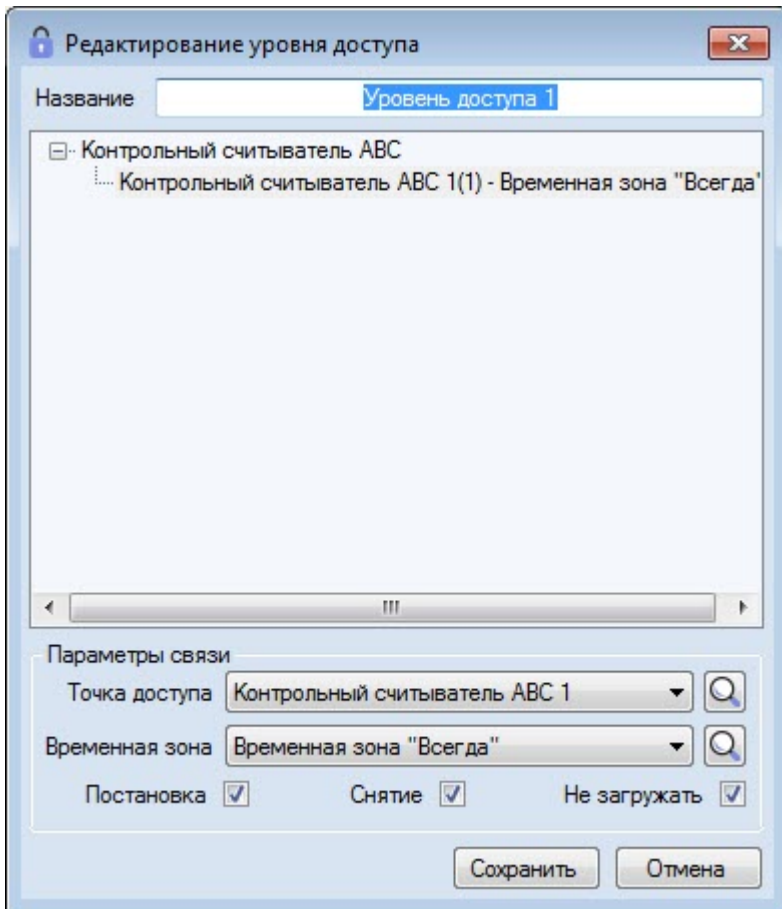 Редактирование уровня доступа
Название Уровень доступа 1
Контрольный считыватель ABC
Контрольный считыватель ABC 1(1) - Временная зона "Всегда"
Параметры связи
Точка доступа Контрольный считыватель ABC 1
Временная зона Временная зона "Всегда"
Постановка Снятие Не загружать
Сохранить Отмена